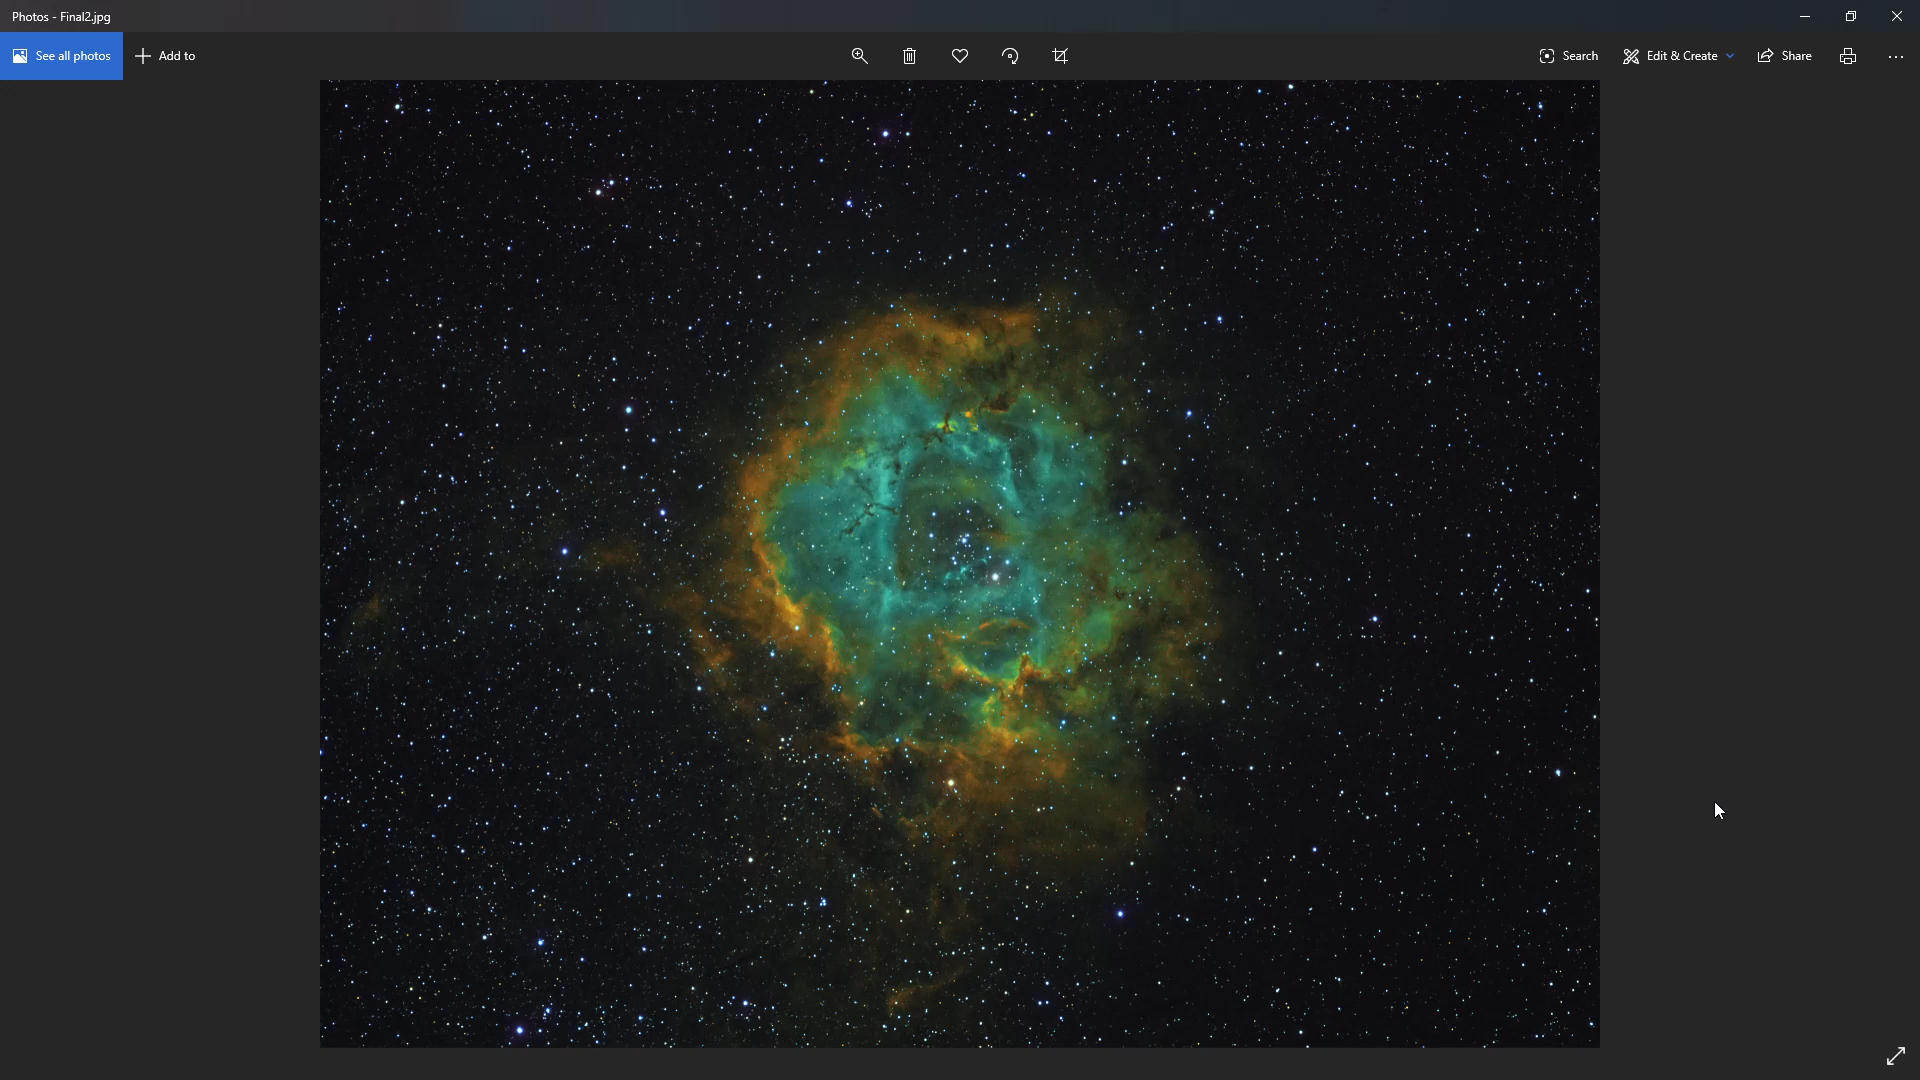 Photos - Final2.jpg
See all photos
Add to
Search
Edit & Create
Share